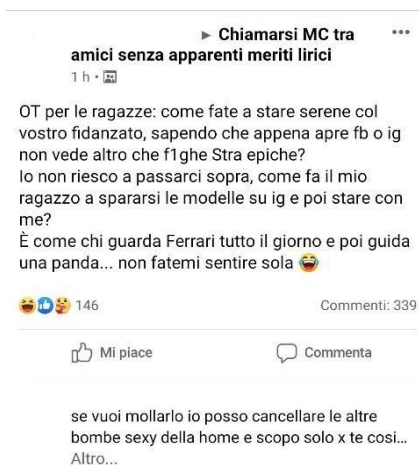 ▸ Chiamarsi MC tra
amici senza apparenti meriti lirici
1 h ·
OT per le ragazze: come fate a stare serene col
vostro fidanzato, sapendo che appena apre fb o ig
non vede altro che f1ghe Stra epiche?
Io non riesco a passarci sopra, come fa il mio
ragazzo a spararsi le modelle su ig e poi stare con
me?
È come chi guarda Ferrari tutto il giorno e poi guida
una panda... non fatemi sentire sola 😂
146 Commenti: 339
Mi piace Commenta
se vuoi mollarlo io posso cancellare le altre
bombe sexy della home e scopo solo x te cosi...
Altro...